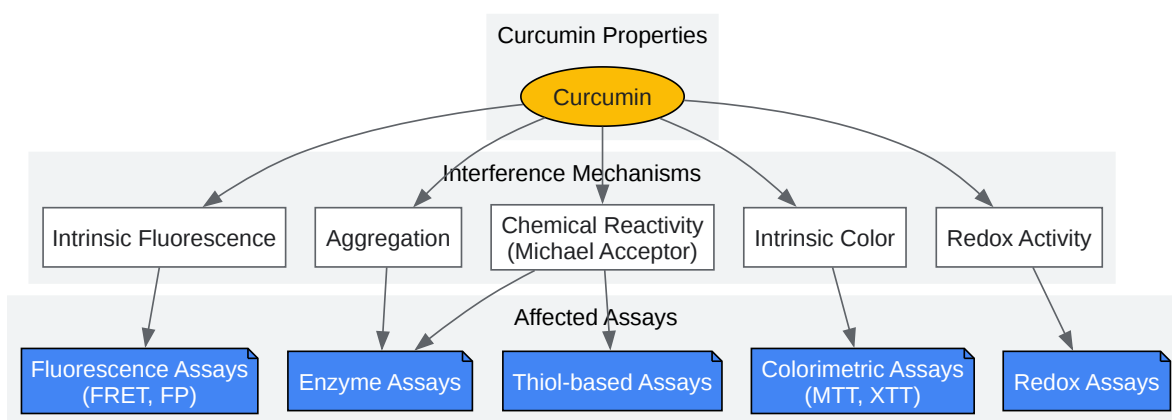 Curcumin Properties
Curcumin
Interference Mechanisms
Intrinsic Fluorescence
Aggregation
Chemical Reactivity
(Michael Acceptor)
Intrinsic Color
Redox Activity
Affected Assays
Fluorescence Assays
(FRET, FP)
Enzyme Assays
Thiol-based Assays
Colorimetric Assays
(MTT, XTT)
Redox Assays